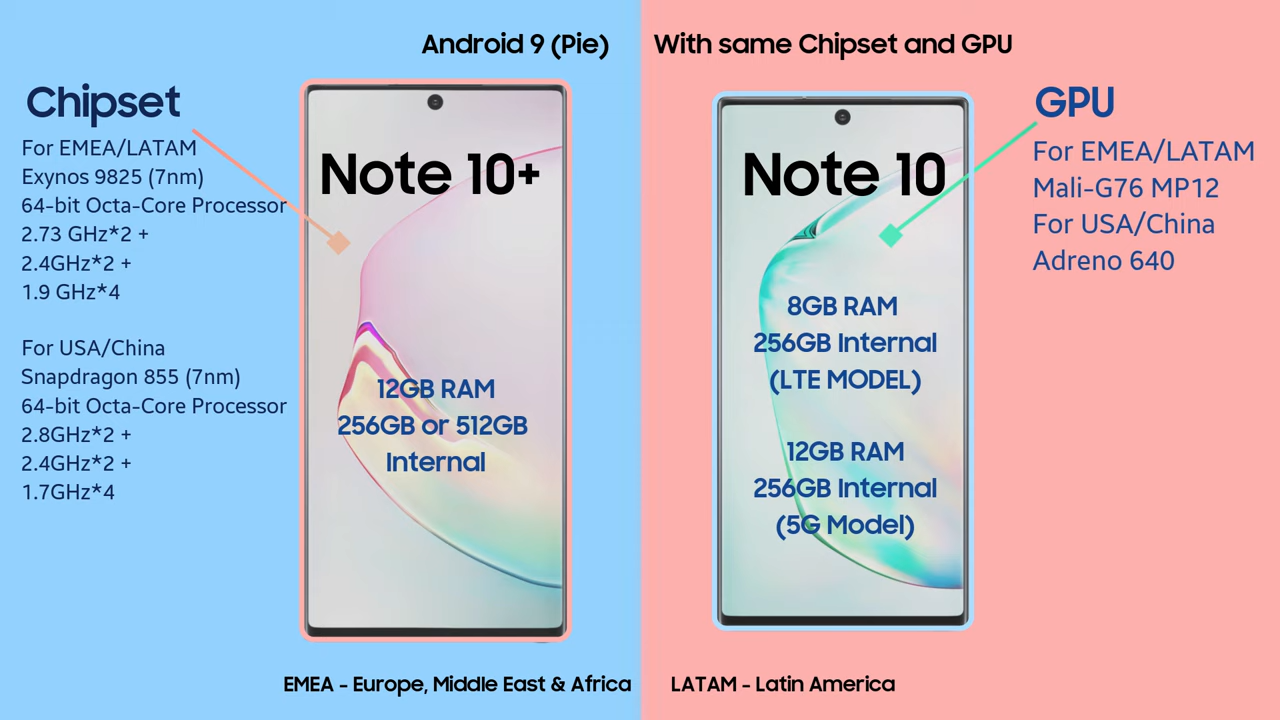 Android 9 (Pie)
With same Chipset and GPU
Chipset
For EMEA/LATAM
Exynos 9825 (7nm)
64-bit Octa-Core Processor
2.73 GHz*2 +
2.4GHz*2 +
1.9 GHz*4
For USA/China
Snapdragon 855 (7nm)
64-bit Octa-Core Processor
2.8GHz*2 +
2.4GHz*2 +
1.7GHz*4
Note 10+
12GB RAM
256GB or 512GB
Internal
Note 10
8GB RAM
256GB Internal
(LTE MODEL)
12GB RAM
256GB Internal
(5G Model)
GPU
For EMEA/LATAM
Mali-G76 MP12
For USA/China
Adreno 640
EMEA - Europe, Middle East & Africa
LATAM - Latin America